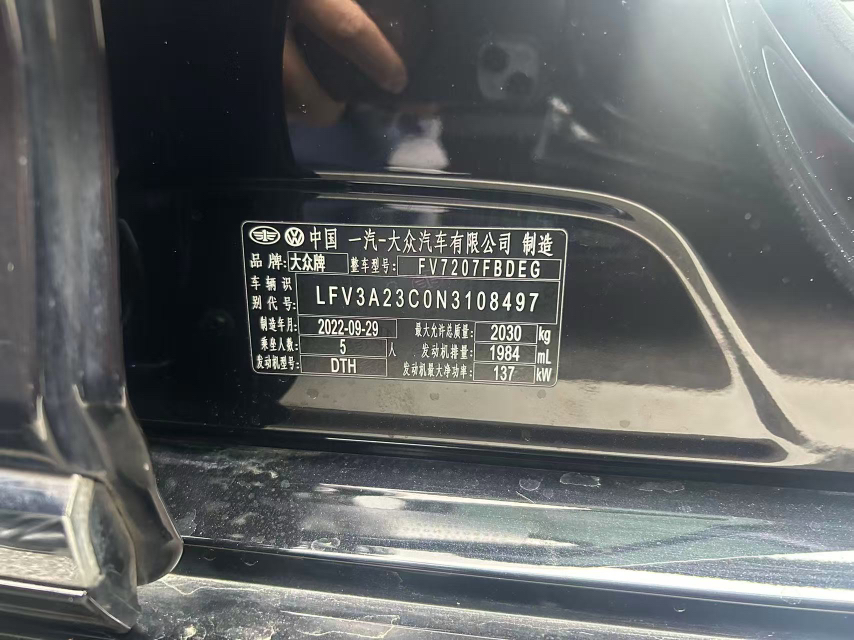 中国 一汽-大众汽车有限公司 制造
品牌: 大众牌 整车型号: FV7207FBDEG
车辆识别代号: LFV3A23C0N3108497
制造年月: 2022-09-29 最大允许总质量: 2030 kg
乘坐人数: 5 人 发动机排量: 1984 mL
发动机型号: DTH 发动机最大净功率: 137 kW